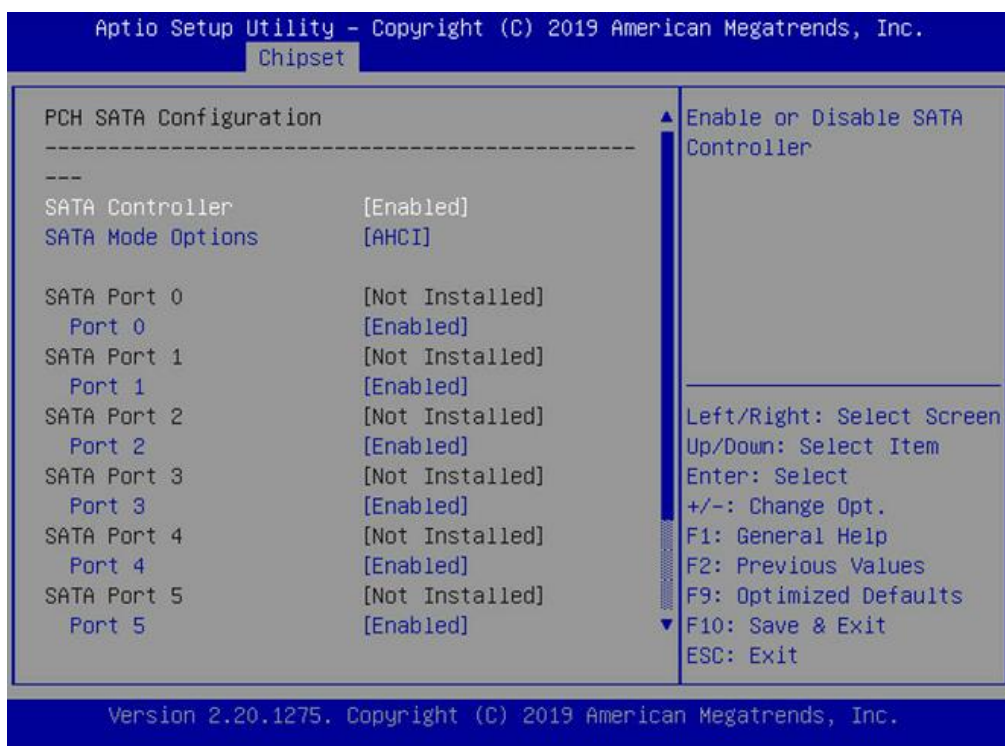 Aptio Setup Utility – Copyright (C) 2019 American Megatrends, Inc.
Chipset
PCH SATA Configuration
-----------------------------------------------
---
SATA Controller [Enabled]
SATA Mode Options [AHCI]
SATA Port 0 [Not Installed]
Port 0 [Enabled]
SATA Port 1 [Not Installed]
Port 1 [Enabled]
SATA Port 2 [Not Installed]
Port 2 [Enabled]
SATA Port 3 [Not Installed]
Port 3 [Enabled]
SATA Port 4 [Not Installed]
Port 4 [Enabled]
SATA Port 5 [Not Installed]
Port 5 [Enabled]
Enable or Disable SATA
Controller
Left/Right: Select Screen
Up/Down: Select Item
Enter: Select
+/-: Change Opt.
F1: General Help
F2: Previous Values
F9: Optimized Defaults
F10: Save & Exit
ESC: Exit
Version 2.20.1275. Copyright (C) 2019 American Megatrends, Inc.